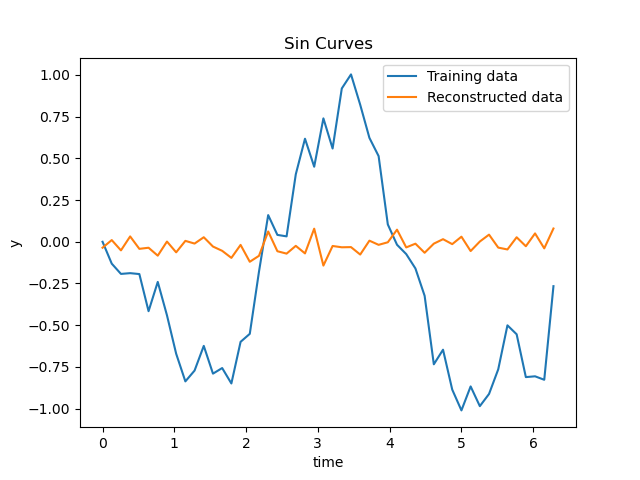 Sin Curves
Training data
Reconstructed data
1.00
0.75
0.50
0.25
0.00
−0.25
−0.50
−0.75
−1.00
y
0 1 2 3 4 5 6
time